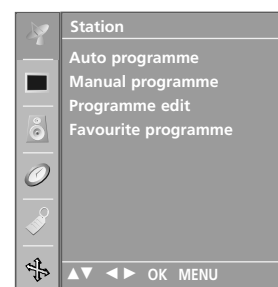 Station
Auto programme
Manual programme
Programme edit
Favourite programme
▲▼ ◄► OK MENU